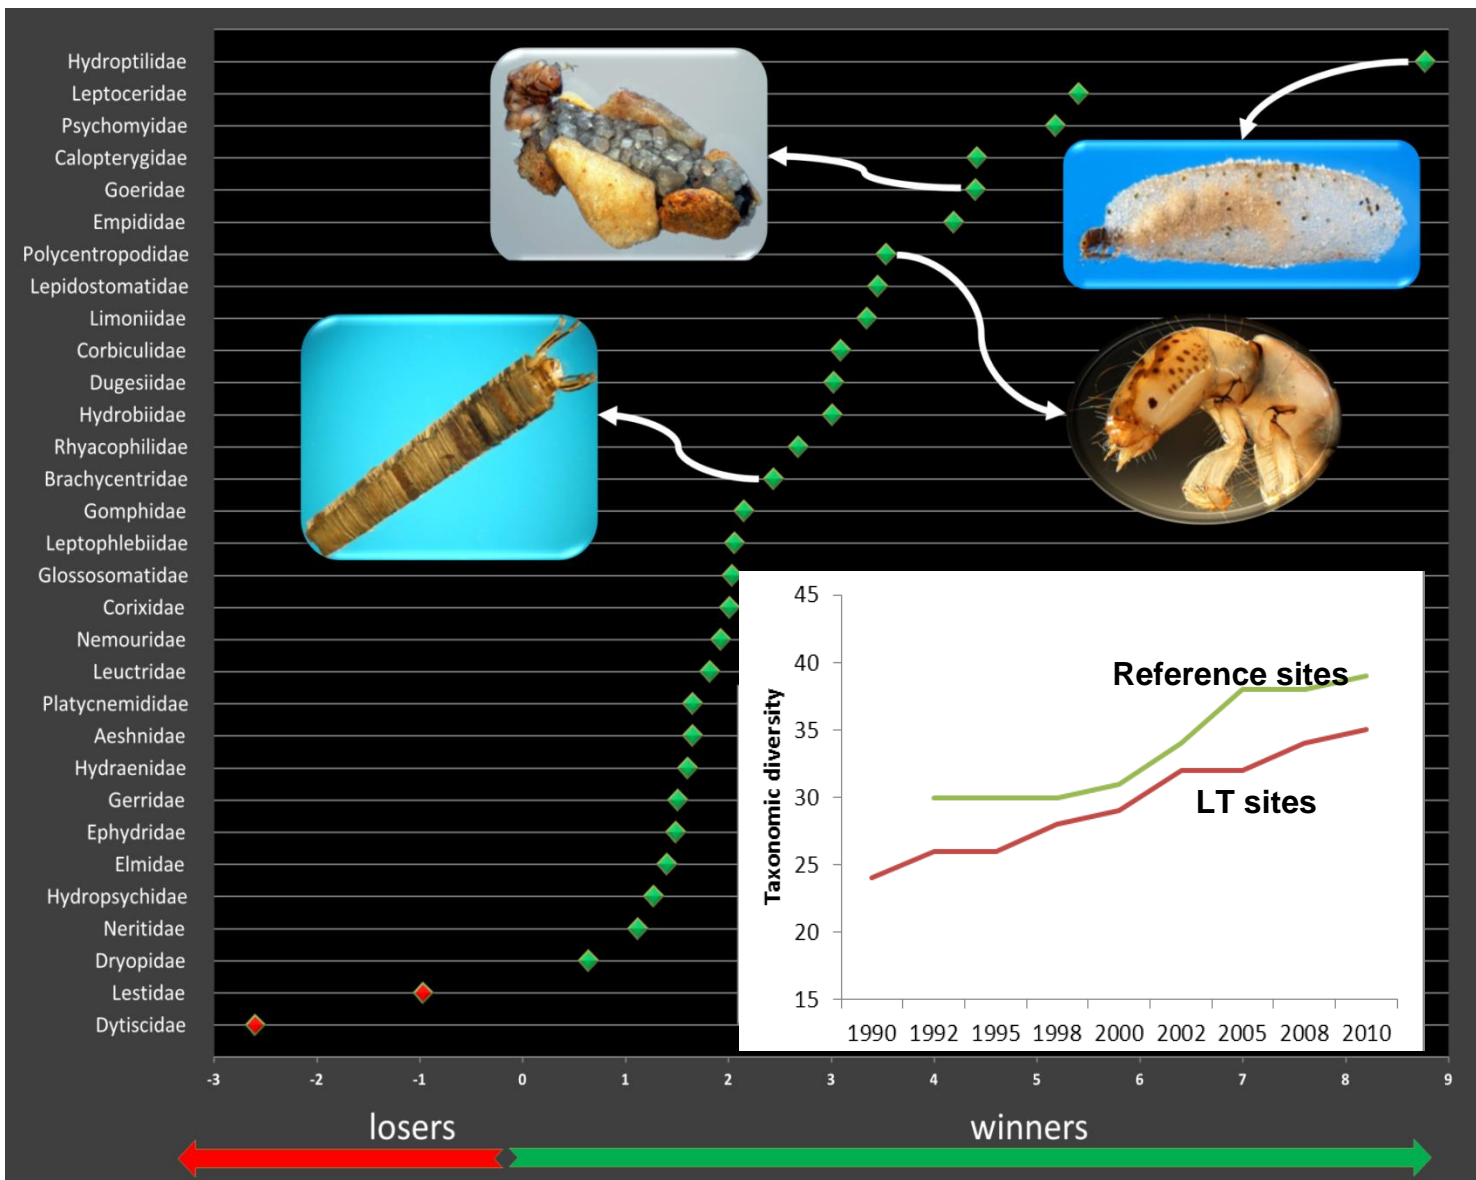 Hydroptilidae
Leptoceridae
Psychomyidae
Calopterygidae
Goeridae
Empididae
Polycentropodidae
Lepidostomatidae
Limoniidae
Corbiculidae
Dugesiidae
Hydrobiidae
Rhyacophilidae
Brachycentridae
Gomphidae
Leptophlebiidae
Glossosomatidae
Corixidae
Nemouridae
Leuctridae
Platycnemididae
Aeshnidae
Hydraenidae
Gerridae
Ephydridae
Elmidae
Hydropsychidae
Neritidae
Dryopidae
Lestidae
Dytiscidae
45
40
35
30
25
20
15
Taxonomic diversity
Reference sites
LT sites
1990 1992 1995 1998 2000 2002 2005 2008 2010
-3 -2 -1 0 1 2 3 4 5 6 7 8 9
losers winners